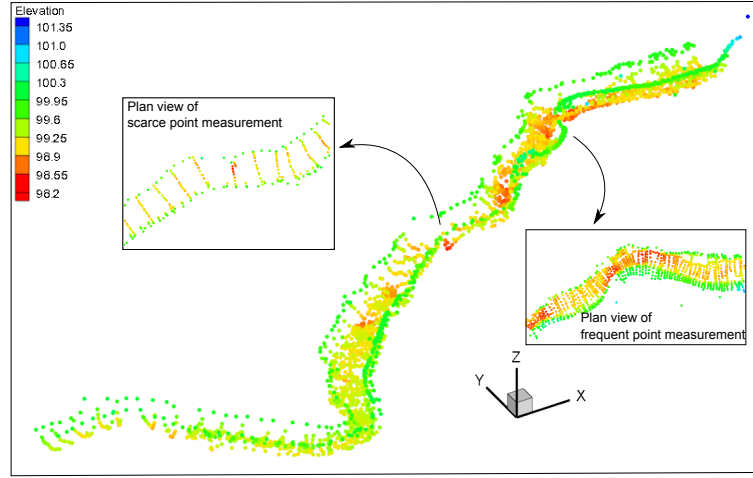 Elevation
101.35
101.0
100.65
100.3
99.95
99.6
99.25
98.9
98.55
98.2
Plan view of
scarce point measurement
Plan view of
frequent point measurement
Z
Y
X